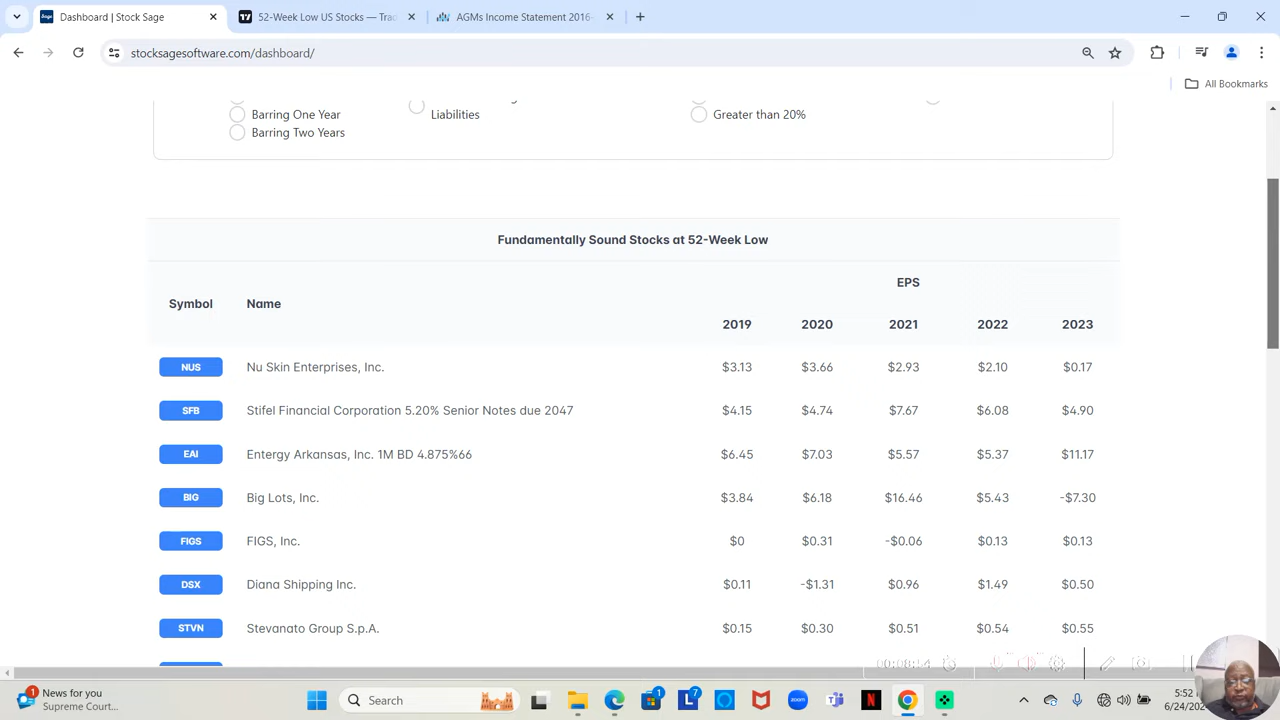 Dashboard | Stock Sage
52-Week Low US Stocks — Tra
AGMs Income Statement 2016-
stocksagesoftware.com/dashboard/
All Bookmarks
Barring One Year
Liabilities
Greater than 20%
Barring Two Years
Fundamentally Sound Stocks at 52-Week Low
EPS
Symbol Name
2019 2020 2021 2022 2023
NUS Nu Skin Enterprises, Inc. $3.13 $3.66 $2.93 $2.10 $0.17
SFB Stifel Financial Corporation 5.20% Senior Notes due 2047 $4.15 $4.74 $7.67 $6.08 $4.90
EAI Entergy Arkansas, Inc. 1M BD 4.875%66 $6.45 $7.03 $5.57 $5.37 $11.17
BIG Big Lots, Inc. $3.84 $6.18 $16.46 $5.43 -$7.30
FIGS FIGS, Inc. $0 $0.31 -$0.06 $0.13 $0.13
DSX Diana Shipping Inc. $0.11 -$1.31 $0.96 $1.49 $0.50
STVN Stevanato Group S.p.A. $0.15 $0.30 $0.51 $0.54 $0.55
News for you
Supreme Court...
Search
5:52
6/24/202